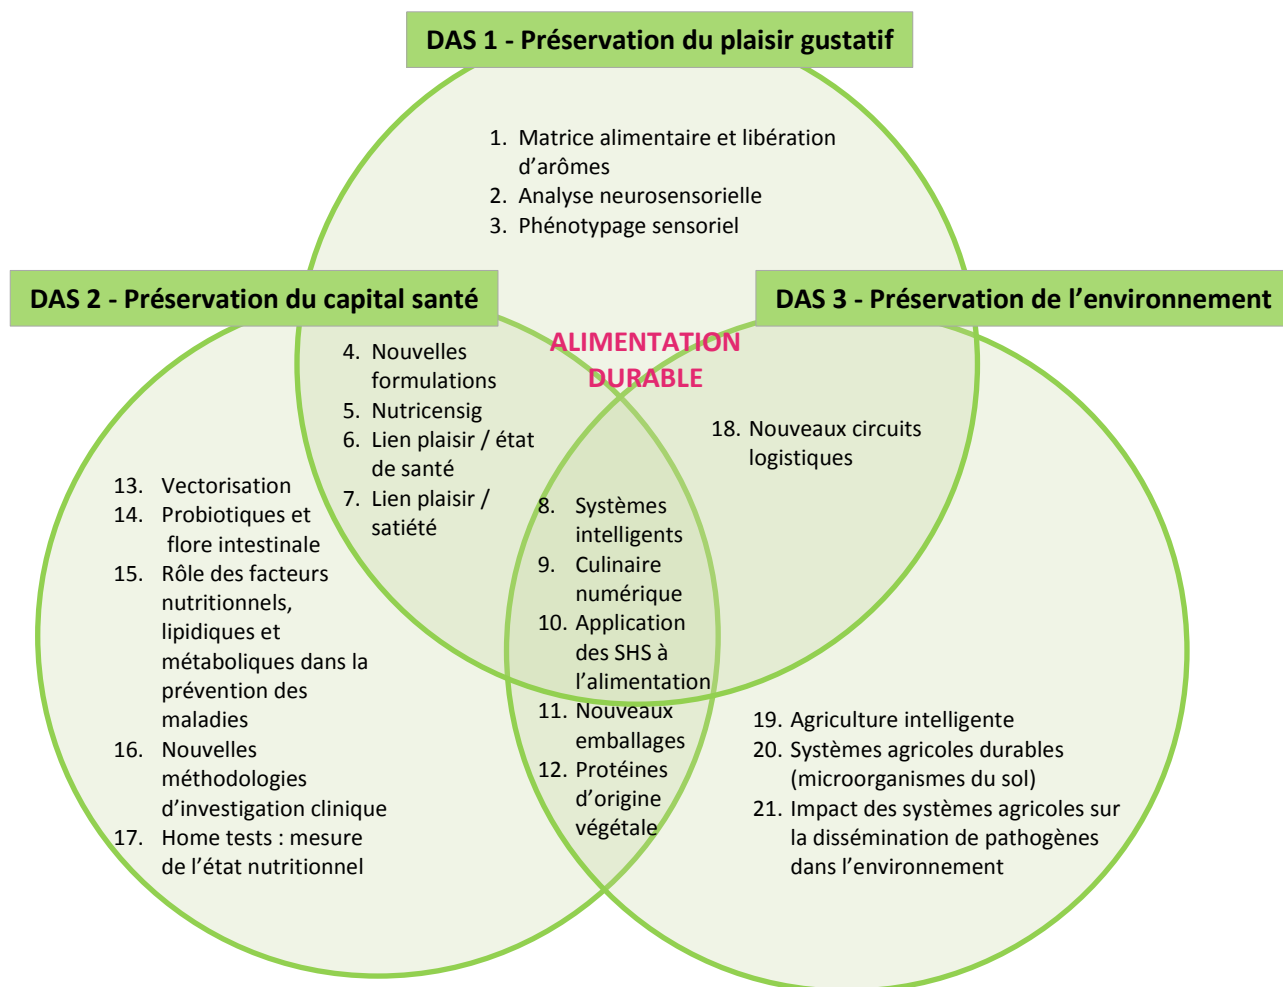 DAS 1 - Préservation du plaisir gustatif
1. Matrice alimentaire et libération
d’arômes
2. Analyse neurosensorielle
3. Phénotypage sensoriel
DAS 2 - Préservation du capital santé
DAS 3 - Préservation de l’environnement
ALIMENTATION
DURABLE
4. Nouvelles
formulations
5. Nutricensig
6. Lien plaisir / état
de santé
7. Lien plaisir /
satiété
8. Systèmes
intelligents
9. Culinaire
numérique
10. Application
des SHS à
l’alimentation
11. Nouveaux
emballages
12. Protéines
d’origine
végétale
13. Vectorisation
14. Probiotiques et
flore intestinale
15. Rôle des facteurs
nutritionnels,
lipidiques et
métaboliques dans la
prévention des
maladies
16. Nouvelles
méthodologies
d’investigation clinique
17. Home tests : mesure
de l’état nutritionnel
18. Nouveaux circuits
logistiques
19. Agriculture intelligente
20. Systèmes agricoles durables
(microorganismes du sol)
21. Impact des systèmes agricoles sur
la dissémination de pathogènes
dans l’environnement